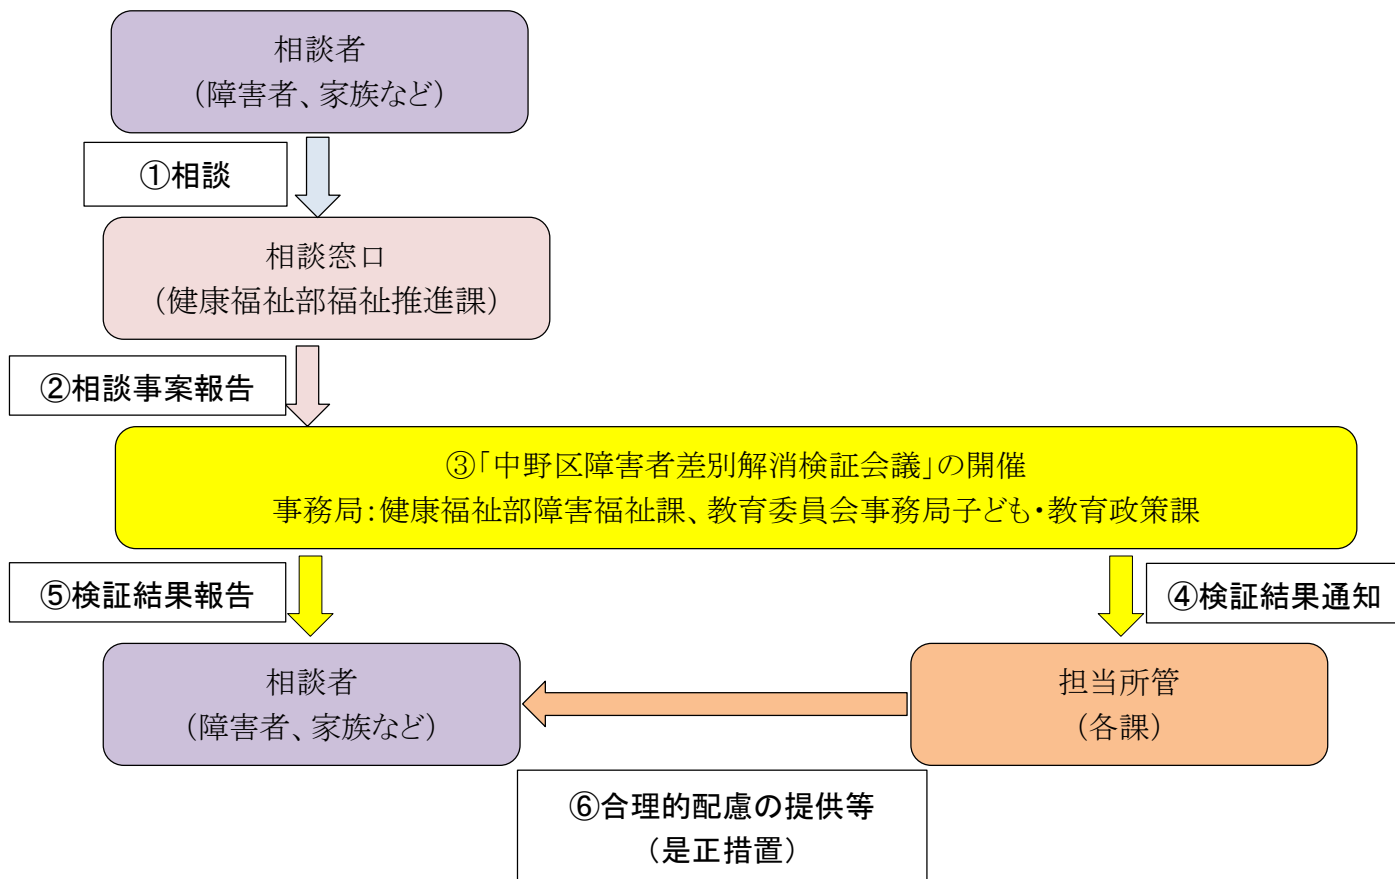 相談者
（障害者、家族など）
①相談
相談窓口
（健康福祉部福祉推進課）
②相談事案報告
③「中野区障害者差別解消検証会議」の開催
事務局：健康福祉部障害福祉課、教育委員会事務局子ども・教育政策課
⑤検証結果報告
④検証結果通知
相談者
（障害者、家族など）
担当所管
（各課）
⑥合理的配慮の提供等
（是正措置）